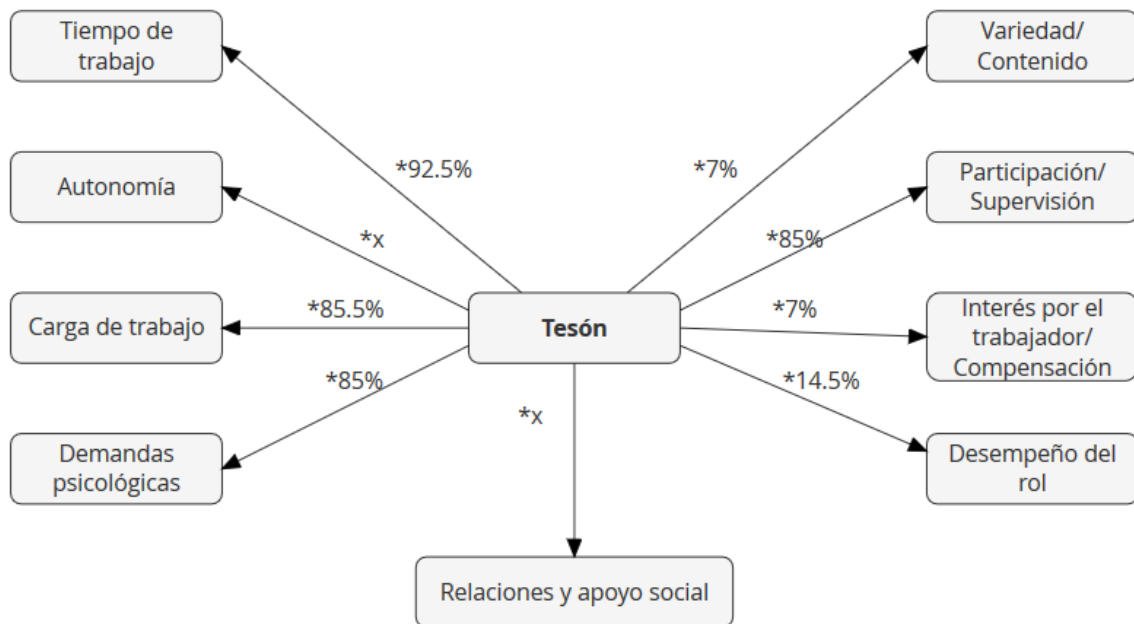 Tiempo de
trabajo
Variedad/
Contenido
*92.5%
*7%
Autonomía
Participación/
Supervisión
*x
*85%
Carga de trabajo
*85.5%
Tesón
*7%
Interés por el
trabajador/
Compensación
*85%
*14.5%
*x
Demandas
psicológicas
Desempeño del
rol
Relaciones y apoyo social